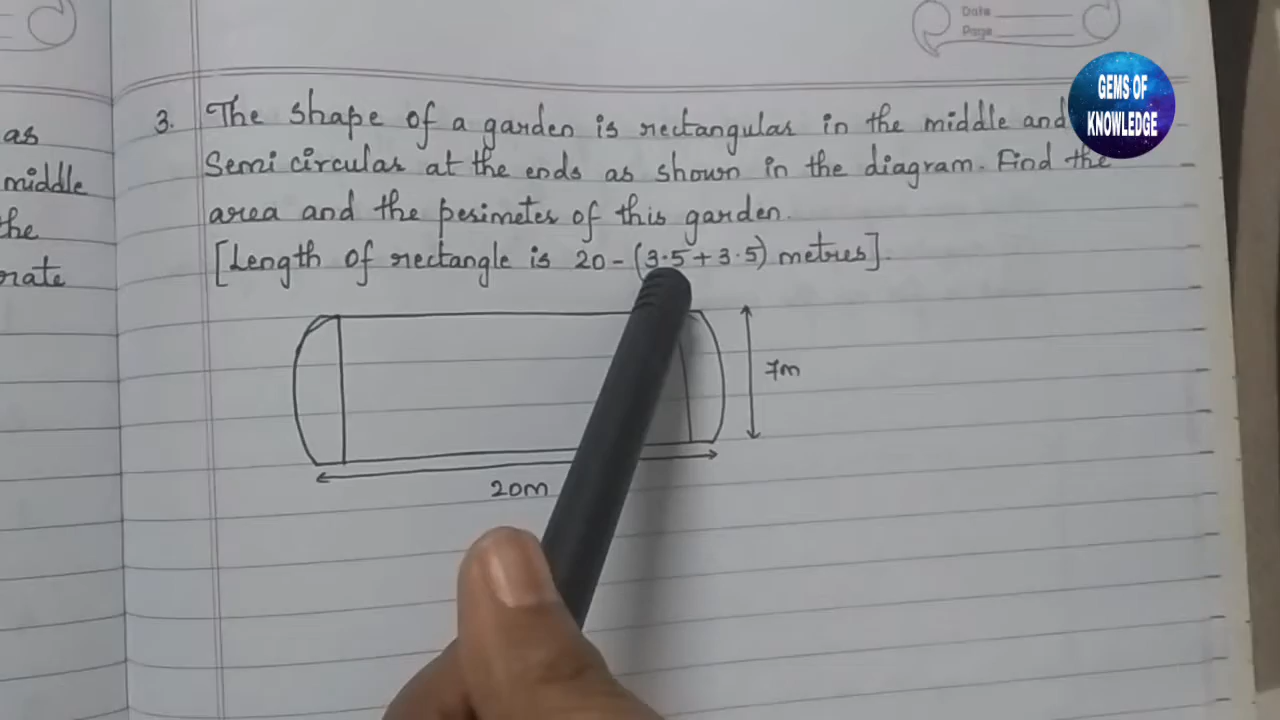 Date
Page
GEMS OF
KNOWLEDGE
as
middle
the
rate
3. The shape of a garden is rectangular in the middle and
Semi circular at the ends as shown in the diagram. Find the
area and the perimeter of this garden.
[Length of rectangle is 20 - (3.5 + 3.5) metres].
7m
20m